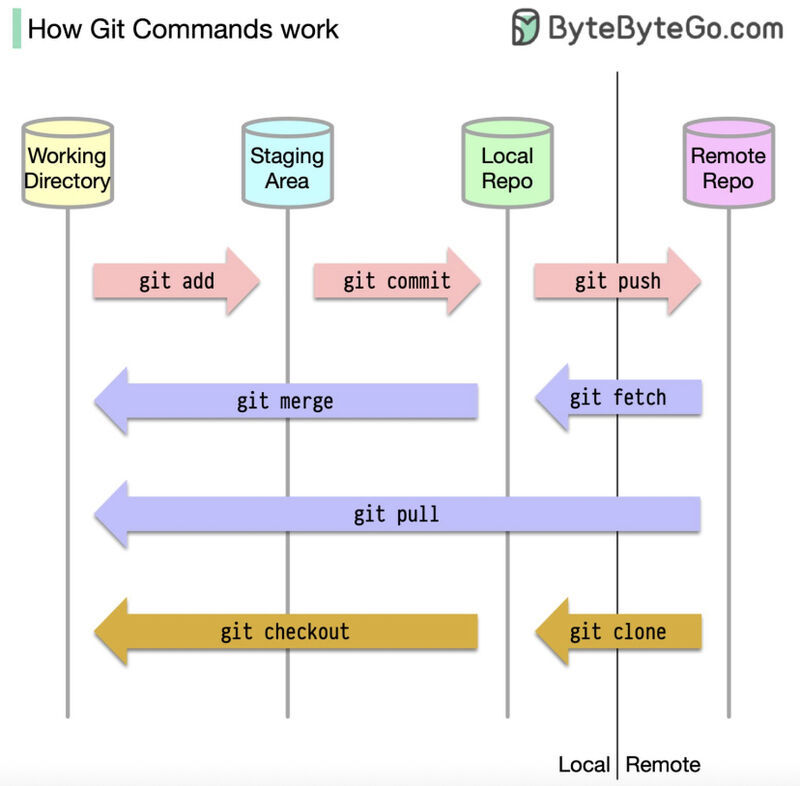 How Git Commands work
ByteByteGo.com
Working
Directory
Staging
Area
Local
Repo
Remote
Repo
git add
git commit
git push
git merge
git fetch
git pull
git checkout
git clone
Local
Remote